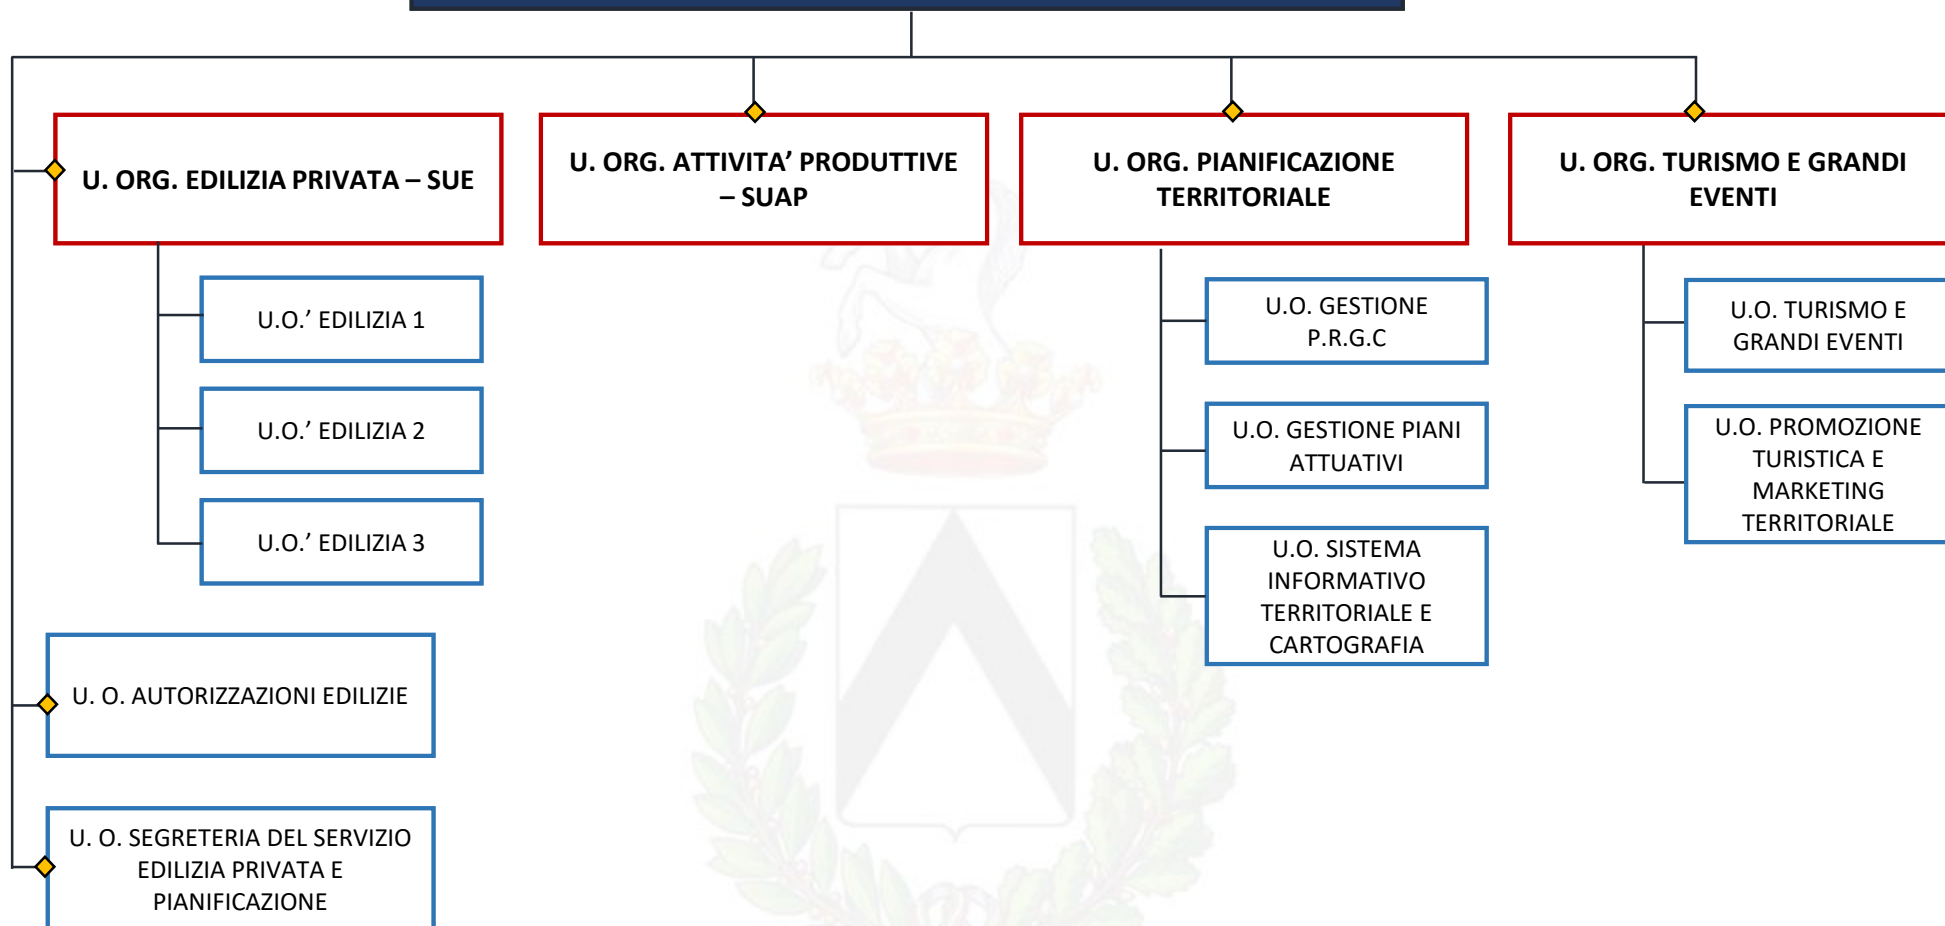 U. ORG. EDILIZIA PRIVATA – SUE
U.O.’ EDILIZIA 1
U.O.’ EDILIZIA 2
U.O.’ EDILIZIA 3
U. O. AUTORIZZAZIONI EDILIZIE
U. O. SEGRETERIA DEL SERVIZIO
EDILIZIA PRIVATA E
PIANIFICAZIONE
U. ORG. ATTIVITA’ PRODUTTIVE
– SUAP
U. ORG. PIANIFICAZIONE
TERRITORIALE
U.O. GESTIONE
P.R.G.C
U.O. GESTIONE PIANI
ATTUATIVI
U.O. SISTEMA
INFORMATIVO
TERRITORIALE E
CARTOGRAFIA
U. ORG. TURISMO E GRANDI
EVENTI
U.O. TURISMO E
GRANDI EVENTI
U.O. PROMOZIONE
TURISTICA E
MARKETING
TERRITORIALE